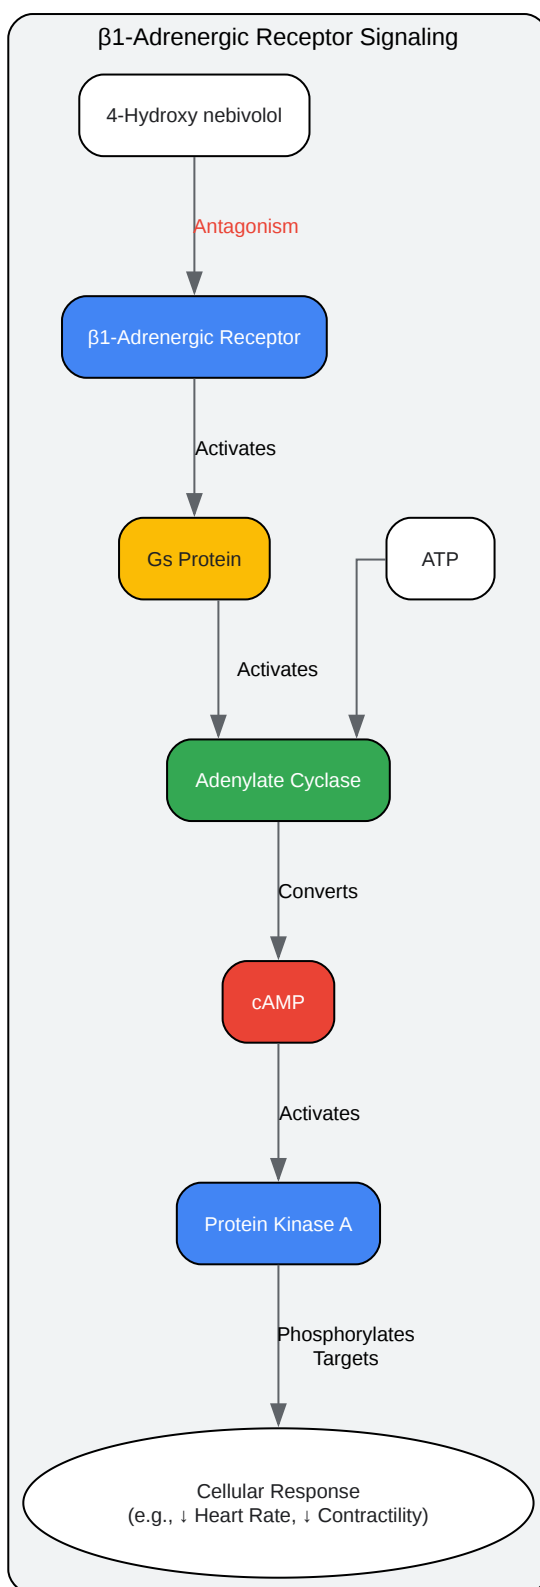 β1-Adrenergic Receptor Signaling
4-Hydroxy nebivolol
Antagonism
β1-Adrenergic Receptor
Activates
Gs Protein
ATP
Activates
Adenylate Cyclase
Converts
cAMP
Activates
Protein Kinase A
Phosphorylates
Targets
Cellular Response
(e.g., ↓ Heart Rate, ↓ Contractility)